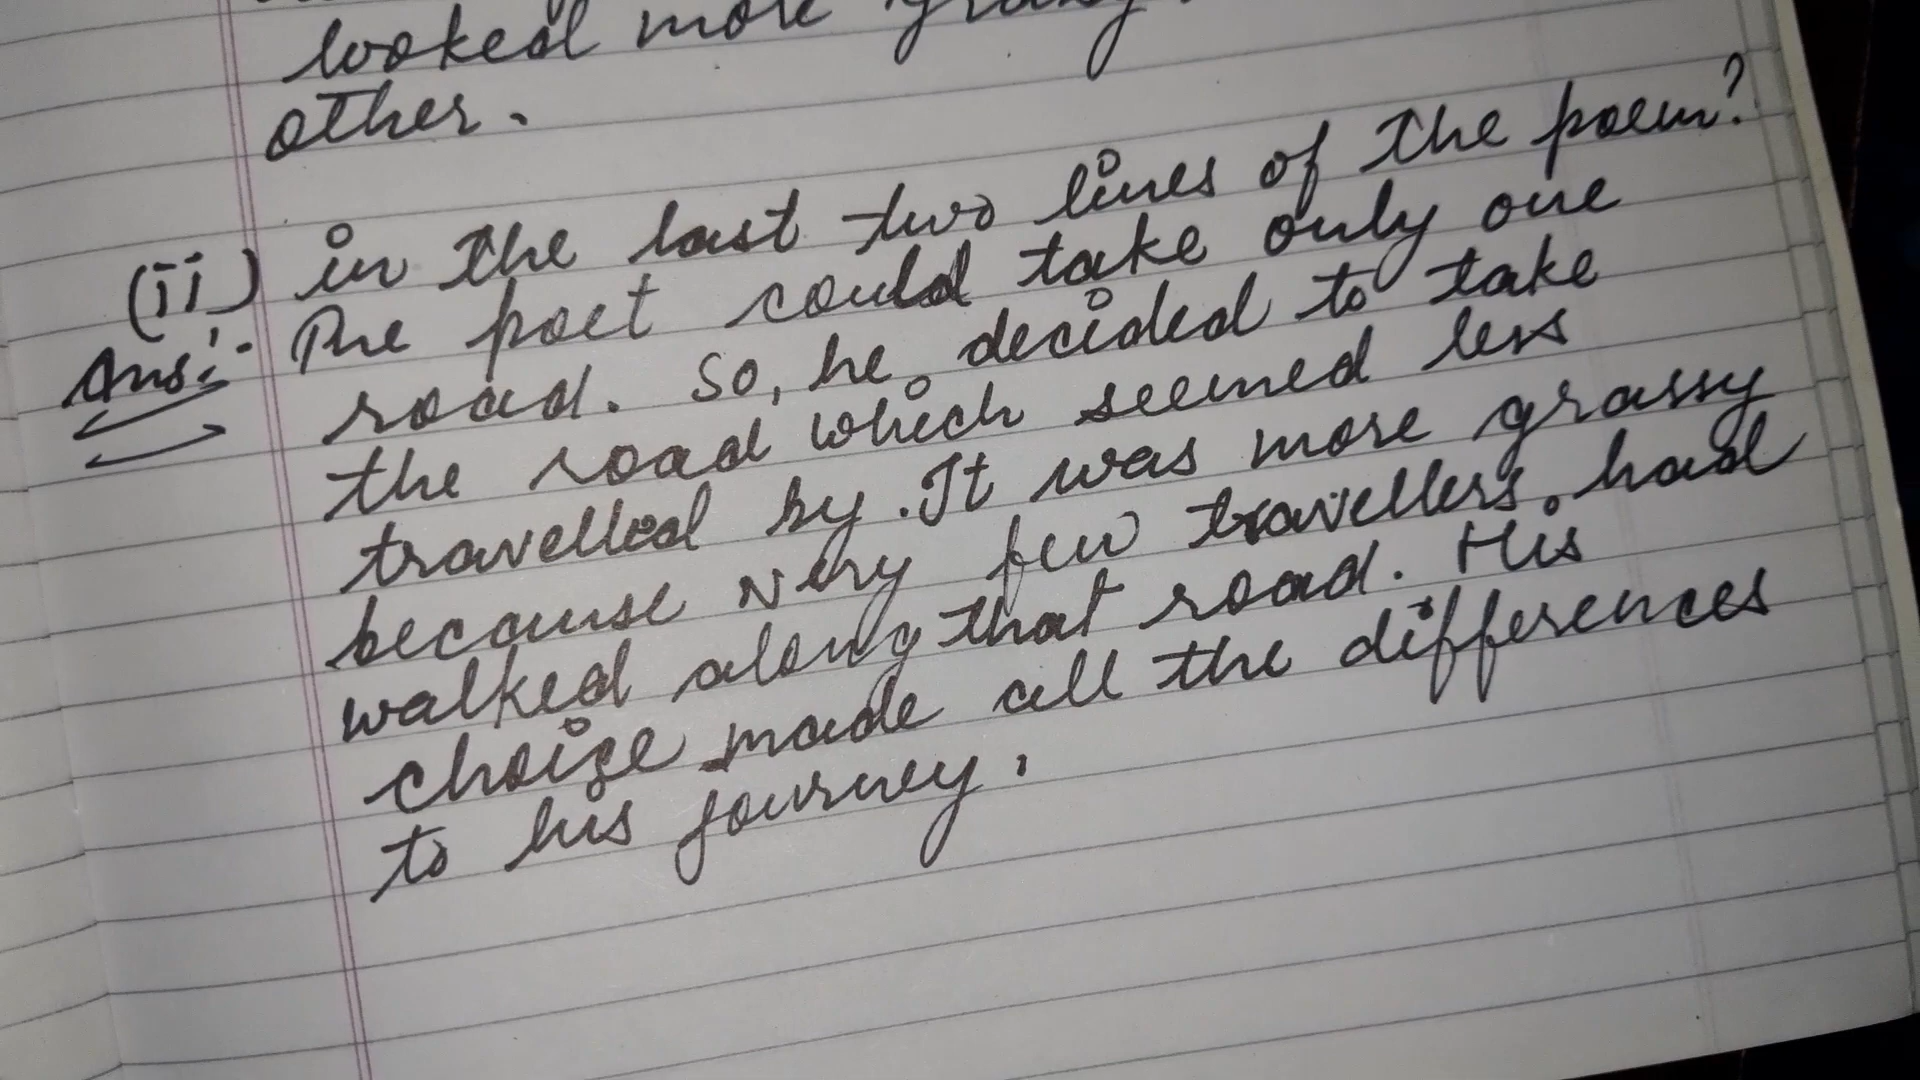 looked more
other.
(ii) in the last two lines of the poem?
Ans:- The poet could take only one
road. So, he decided to take
the road which seemed less
travelled by. It was more grassy
because very few travellers had
walked along that road. His
choice made all the differences
to his journey.